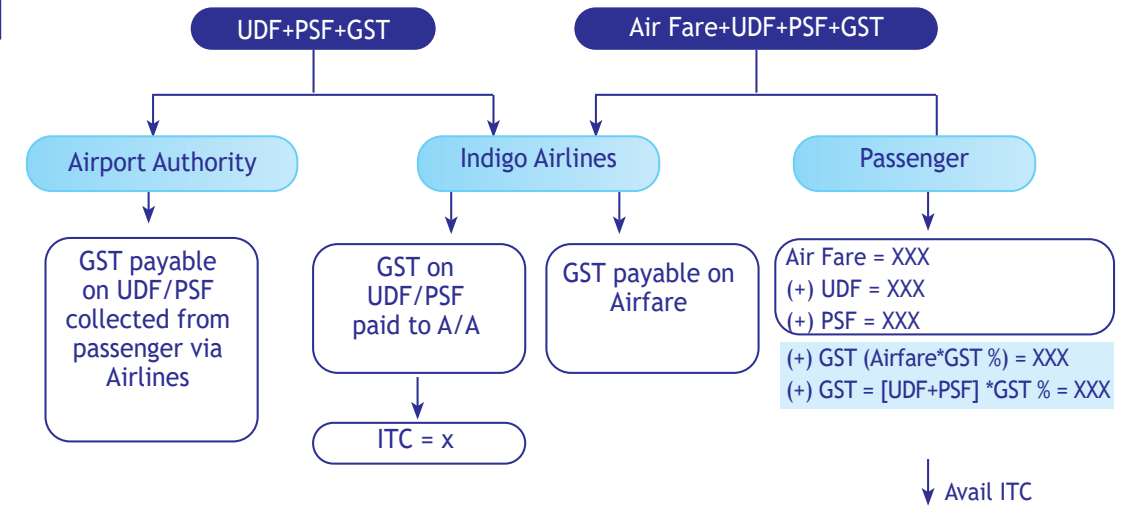 UDF+PSF+GST
Air Fare+UDF+PSF+GST
Airport Authority
Indigo Airlines
Passenger
GST payable
on UDF/PSF
collected from
passenger via
Airlines
GST on
UDF/PSF
paid to A/A
GST payable on
Airfare
Air Fare = XXX
(+) UDF = XXX
(+) PSF = XXX
(+) GST (Airfare*GST %) = XXX
(+) GST = [UDF+PSF] *GST % = XXX
ITC = x
Avail ITC